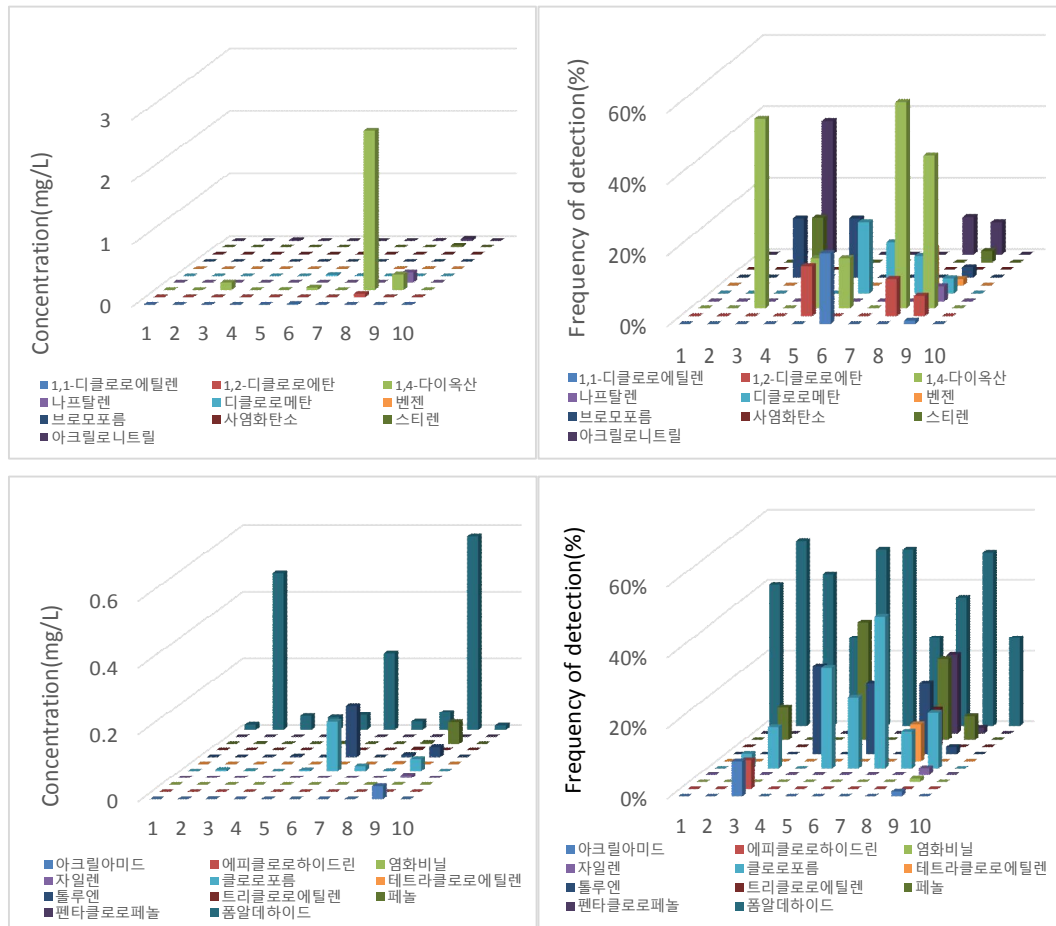 Concentration(mg/L)
3
2
1
0
1 2 3 4 5 6 7 8 9 10
1,1-디클로로에틸렌 1,2-디클로로에탄 1,4-다이옥산
나프탈렌 디클로로메탄 벤젠
브로모포름 사염화탄소 스티렌
아크릴로니트릴
Frequency of detection(%)
60%
40%
20%
0%
1 2 3 4 5 6 7 8 9 10
1,1-디클로로에틸렌 1,2-디클로로에탄 1,4-다이옥산
나프탈렌 디클로로메탄 벤젠
브로모포름 사염화탄소 스티렌
아크릴로니트릴
Concentration(mg/L)
0.6
0.4
0.2
0
1 2 3 4 5 6 7 8 9 10
아크릴아미드 에피클로로하이드린 염화비닐
자일렌 클로로포름 테트라클로로에틸렌
톨루엔 트리클로로에틸렌 페놀
펜타클로로페놀 폼알데하이드
Frequency of detection(%)
60%
40%
20%
0%
1 2 3 4 5 6 7 8 9 10
아크릴아미드 에피클로로하이드린 염화비닐
자일렌 클로로포름 테트라클로로에틸렌
톨루엔 트리클로로에틸렌 페놀
펜타클로로페놀 폼알데하이드